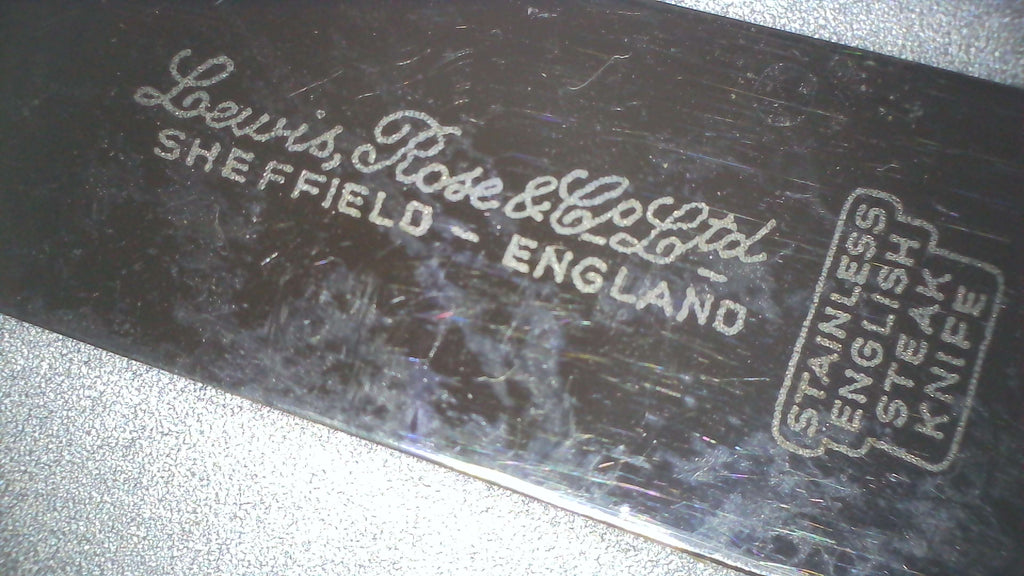 Lewis, Rose & Co Ltd
SHEFFIELD - ENGLAND
STAINLESS
ENGLISH
STEAK
KNIFE